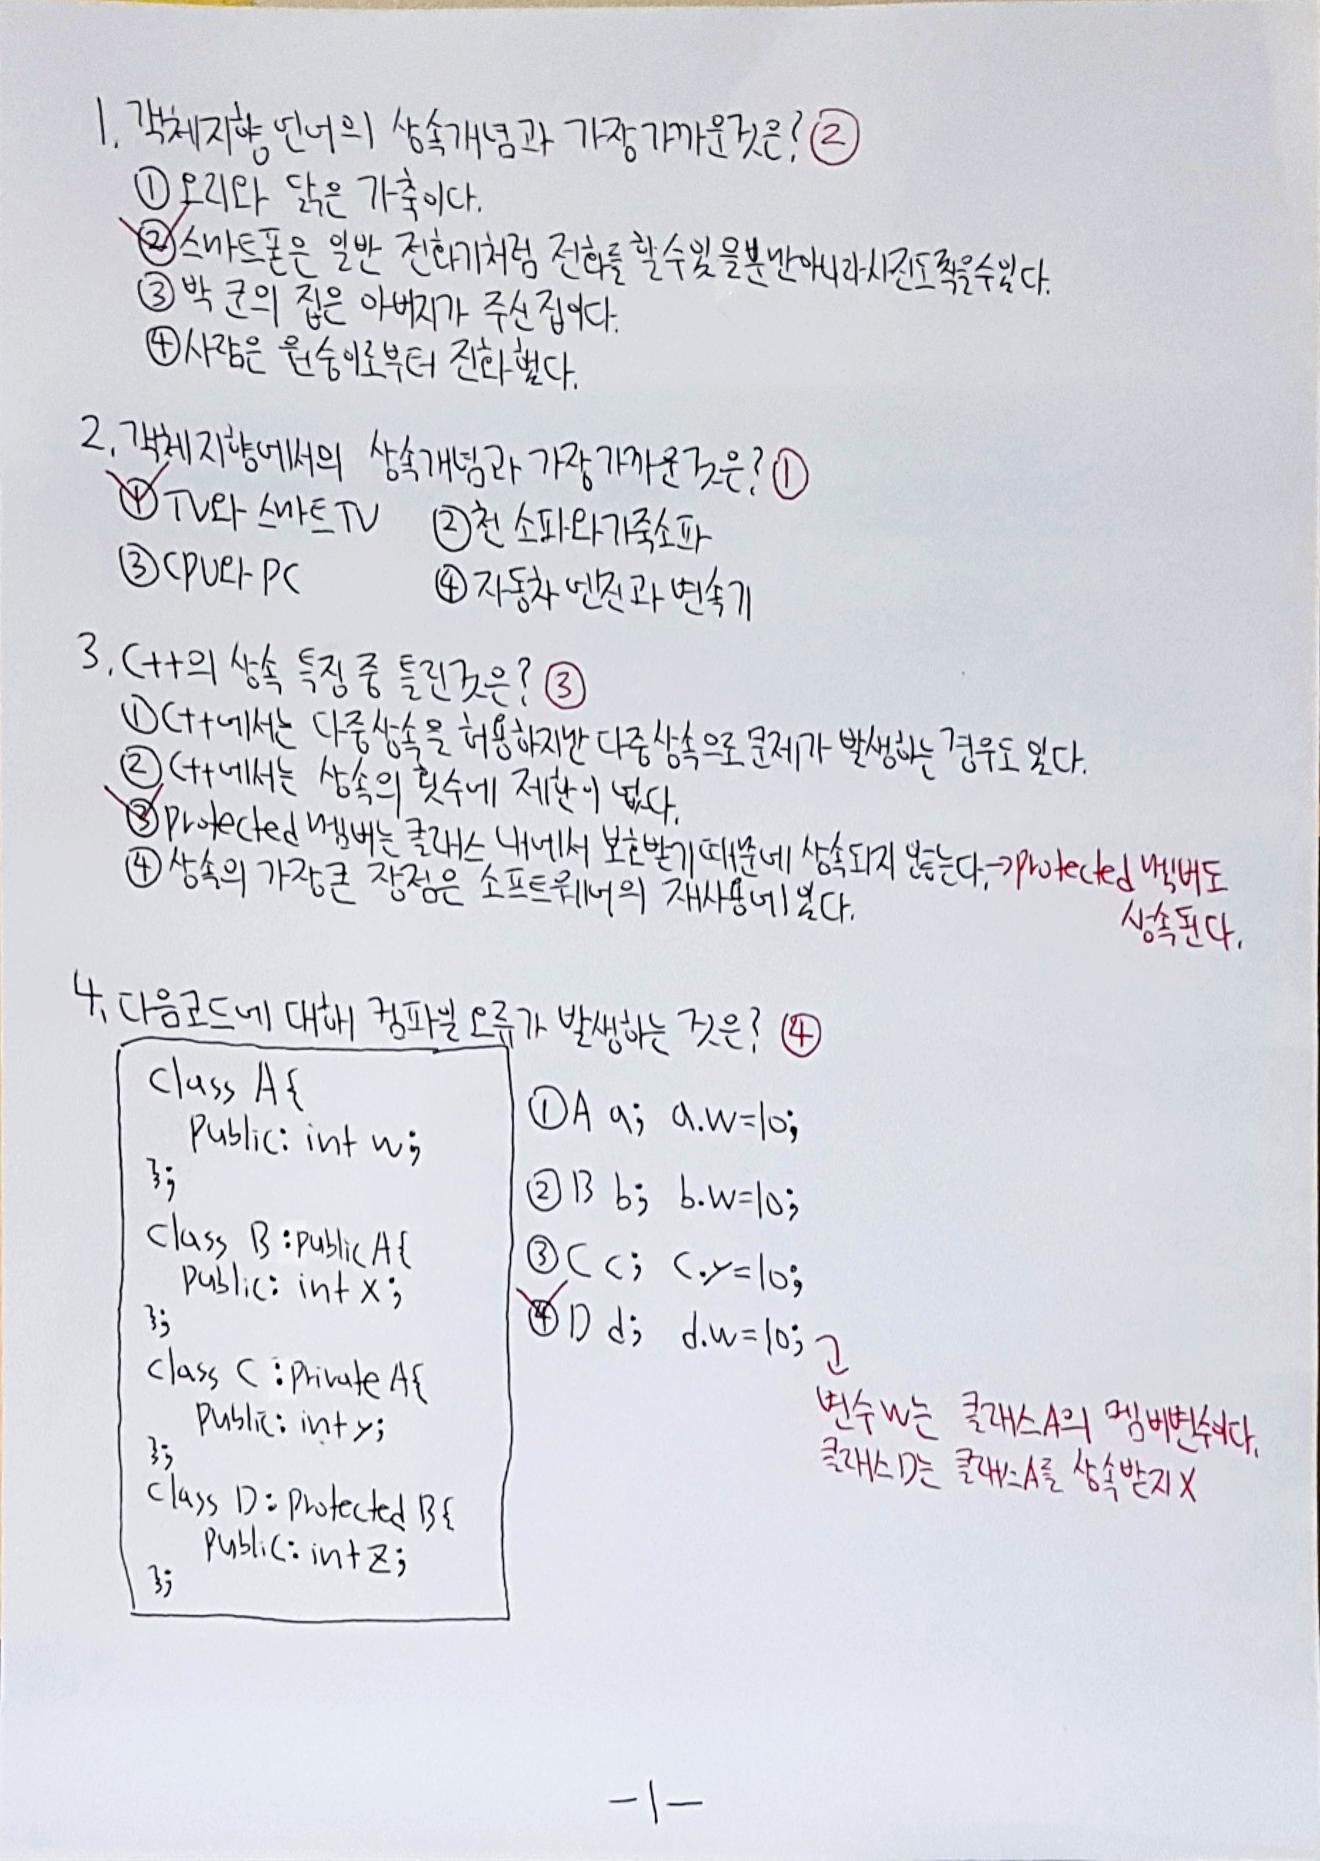 1. 객체지향 언어의 상속개념과 가장 가까운것은? ②
① 오리와 닮은 가축이다.
② 스마트폰은 일반 전화기처럼 전화를 할수있을뿐만아니라 사진도찍을수있다.
③ 박 군의 집은 아버지가 주신집이다.
④ 사람은 원숭이로부터 진화했다.
2. 객체지향에서의 상속개념과 가장가까운것은? ①
① TV와 스마트TV ② 천 소파와가죽소파
③ CPU와 PC ④ 자동차 엔진과 변속기
3. C++의 상속 특징 중 틀린것은? ③
① C++에서는 다중상속을 허용하지만 다중상속으로 문제가 발생하는 경우도 있다.
② C++에서는 상속의 횟수에 제한이 없다.
③ Protected 멤버는 클래스 내에서 보호받기때문에 상속되지 않는다.→Protected 멤버도
상속된다.
④ 상속의 가장큰 장점은 소프트웨어의 재사용에 있다.
4. 다음코드에 대해 컴파일 오류가 발생하는 것은? ④
class A{
Public: int w;
};
class B:public A{
Public: int x;
};
class C:Private A{
Public: int y;
};
class D: Protected B{
Public: int z;
};
① A a; a.w=10;
② B b; b.w=10;
③ C c; c.y=10;
④ D d; d.w=10;
변수 w는 클래스A의 멤버변수이다.
클래스D는 클래스A를 상속받지 X
-1-